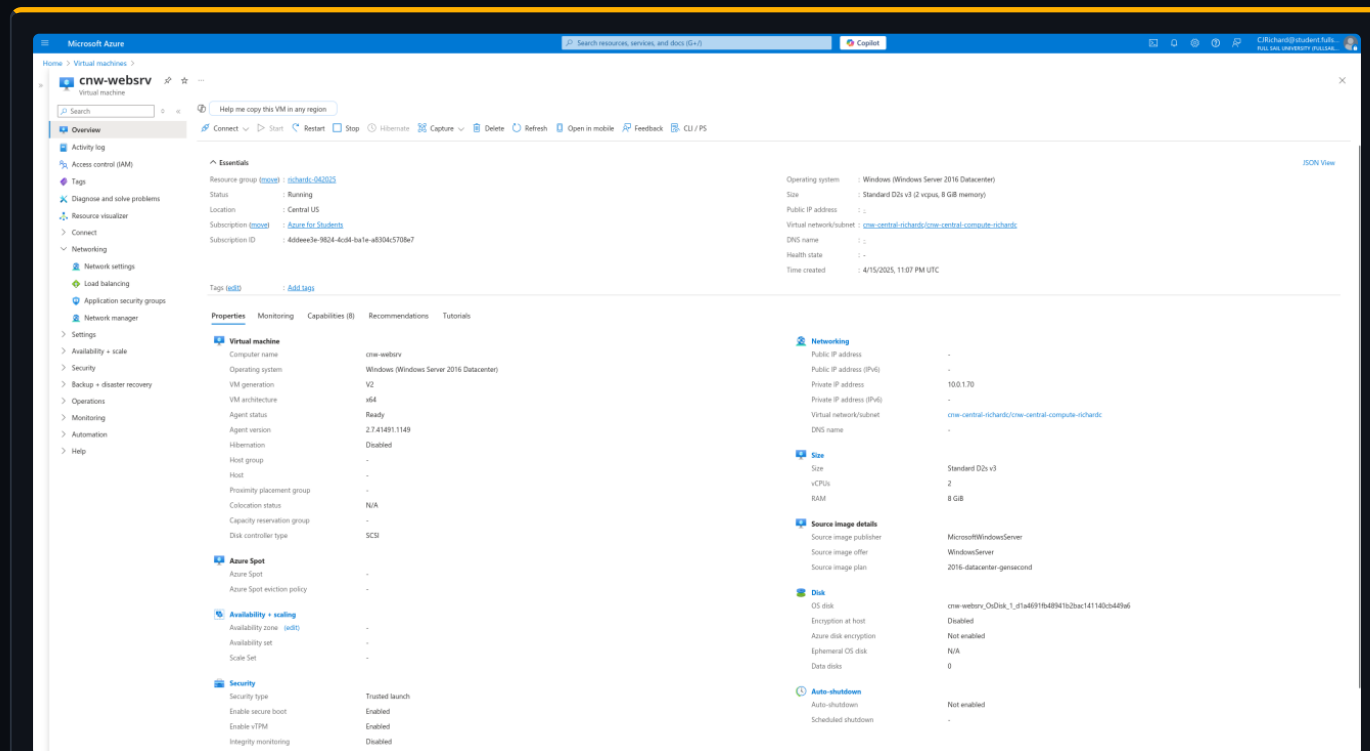 Microsoft Azure
Search resources, services, and docs (G+/)
Copilot
CJRichard@student.fulls...
FULL SAIL UNIVERSITY (FULLSAIL...
Home > Virtual machines >
cnw-websrv
Virtual machine
Search
Help me copy this VM in any region
Connect Start Restart Stop Hibernate Capture Delete Refresh Open in mobile Feedback CLI / PS
Overview
Activity log
Access control (IAM)
Tags
Diagnose and solve problems
Resource visualizer
Connect
Networking
Network settings
Load balancing
Application security groups
Network manager
Settings
Availability + scale
Security
Backup + disaster recovery
Operations
Monitoring
Automation
Help
Essentials
JSON View
Resource group (move) : richardc-042025
Status : Running
Location : Central US
Subscription (move) : Azure for Students
Subscription ID : 4ddeee3e-9824-4cd4-ba1e-a8304c5708e7
Operating system : Windows (Windows Server 2016 Datacenter)
Size : Standard D2s v3 (2 vcpus, 8 GiB memory)
Public IP address : -
Virtual network/subnet : cnw-central-richardc/cnw-central-compute-richardc
DNS name : -
Health state : -
Time created : 4/15/2025, 11:07 PM UTC
Tags (edit) : Add tags
Properties Monitoring Capabilities (8) Recommendations Tutorials
Virtual machine
Computer name cnw-websrv
Operating system Windows (Windows Server 2016 Datacenter)
VM generation V2
VM architecture x64
Agent status Ready
Agent version 2.7.41491.1149
Hibernation Disabled
Host group -
Host -
Proximity placement group -
Colocation status N/A
Capacity reservation group -
Disk controller type SCSI
Azure Spot
Azure Spot -
Azure Spot eviction policy -
Availability + scaling
Availability zone (edit) -
Availability set -
Scale Set -
Security
Security type Trusted launch
Enable secure boot Enabled
Enable vTPM Enabled
Integrity monitoring Disabled
Networking
Public IP address -
Public IP address (IPv6) -
Private IP address 10.0.1.70
Private IP address (IPv6) -
Virtual network/subnet cnw-central-richardc/cnw-central-compute-richardc
DNS name -
Size
Size Standard D2s v3
vCPUs 2
RAM 8 GiB
Source image details
Source image publisher MicrosoftWindowsServer
Source image offer WindowsServer
Source image plan 2016-datacenter-gensecond
Disk
OS disk cnw-websrv_OsDisk_1_d1a4691fb48941b2bac141140cb449a6
Encryption at host Disabled
Azure disk encryption Not enabled
Ephemeral OS disk N/A
Data disks 0
Auto-shutdown
Auto-shutdown Not enabled
Scheduled shutdown -